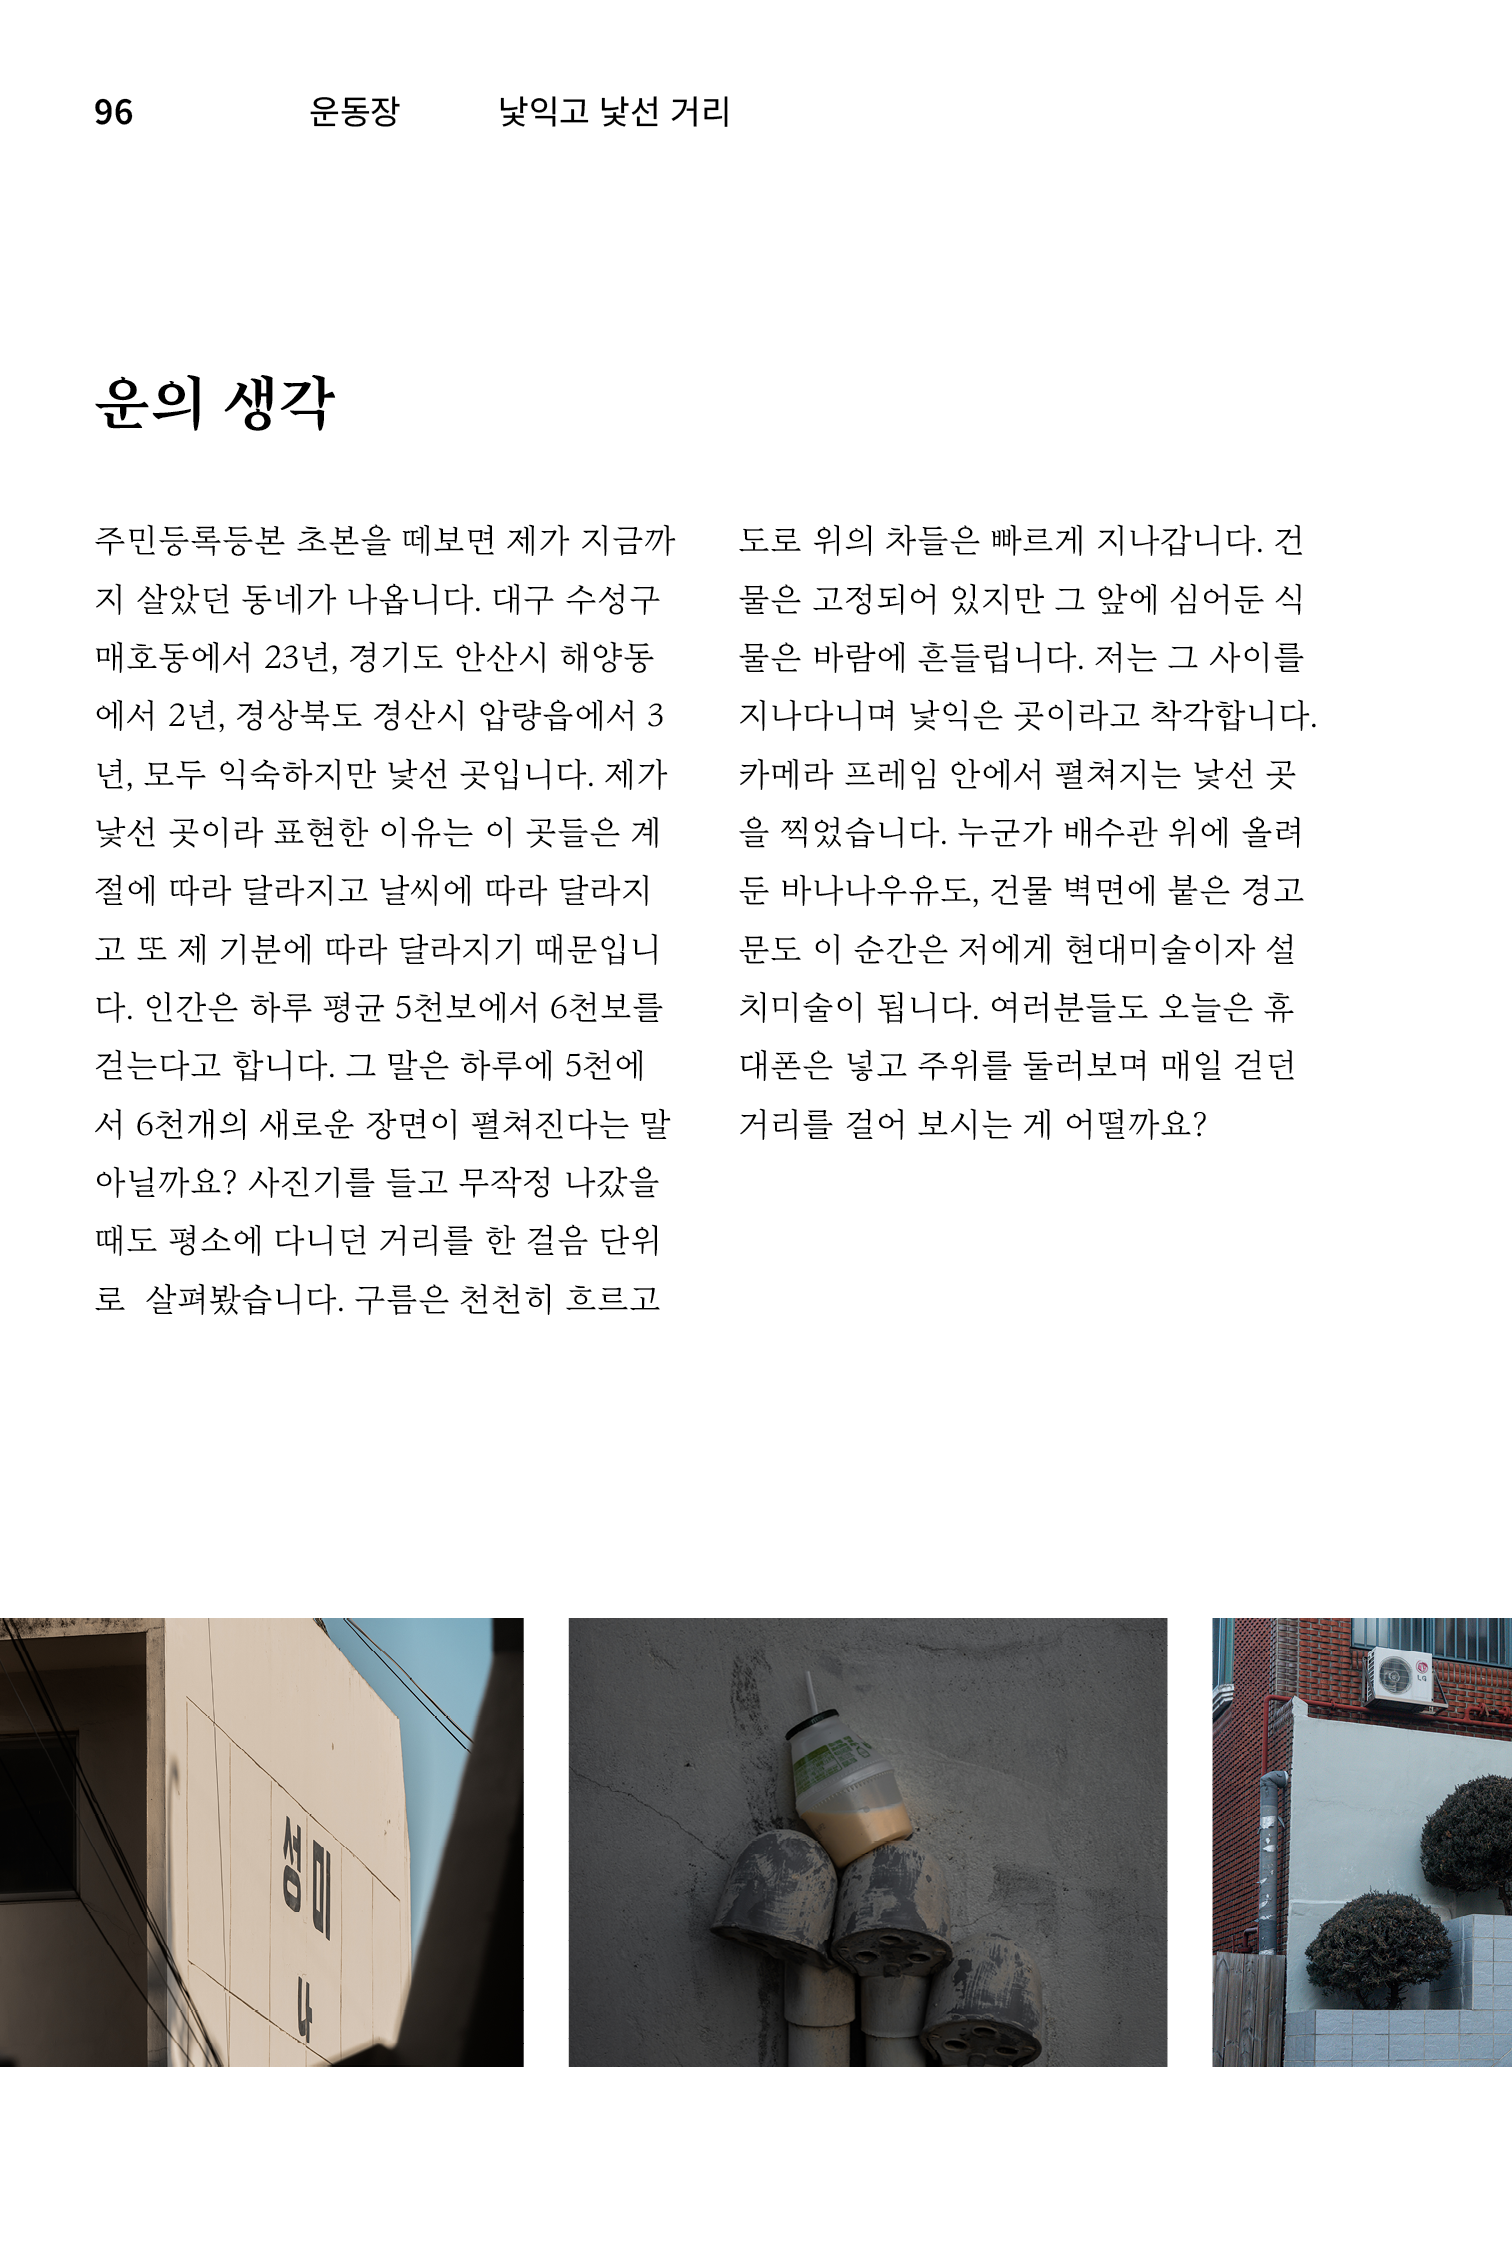 96 운동장 낯익고 낯선 거리
운의 생각
주민등록등본 초본을 떼보면 제가 지금까
지 살았던 동네가 나옵니다. 대구 수성구
매호동에서 23년, 경기도 안산시 해양동
에서 2년, 경상북도 경산시 압량읍에서 3
년, 모두 익숙하지만 낯선 곳입니다. 제가
낯선 곳이라 표현한 이유는 이 곳들은 계
절에 따라 달라지고 날씨에 따라 달라지
고 또 제 기분에 따라 달라지기 때문입니
다. 인간은 하루 평균 5천보에서 6천보를
걷는다고 합니다. 그 말은 하루에 5천에
서 6천개의 새로운 장면이 펼쳐진다는 말
아닐까요? 사진기를 들고 무작정 나갔을
때도 평소에 다니던 거리를 한 걸음 단위
로  살펴봤습니다. 구름은 천천히 흐르고
도로 위의 차들은 빠르게 지나갑니다. 건
물은 고정되어 있지만 그 앞에 심어둔 식
물은 바람에 흔들립니다. 저는 그 사이를
지나다니며 낯익은 곳이라고 착각합니다.
카메라 프레임 안에서 펼쳐지는 낯선 곳
을 찍었습니다. 누군가 배수관 위에 올려
둔 바나나우유도, 건물 벽면에 붙은 경고
문도 이 순간은 저에게 현대미술이자 설
치미술이 됩니다. 여러분들도 오늘은 휴
대폰은 넣고 주위를 둘러보며 매일 걷던
거리를 걸어 보시는 게 어떨까요?
성미
나
LG